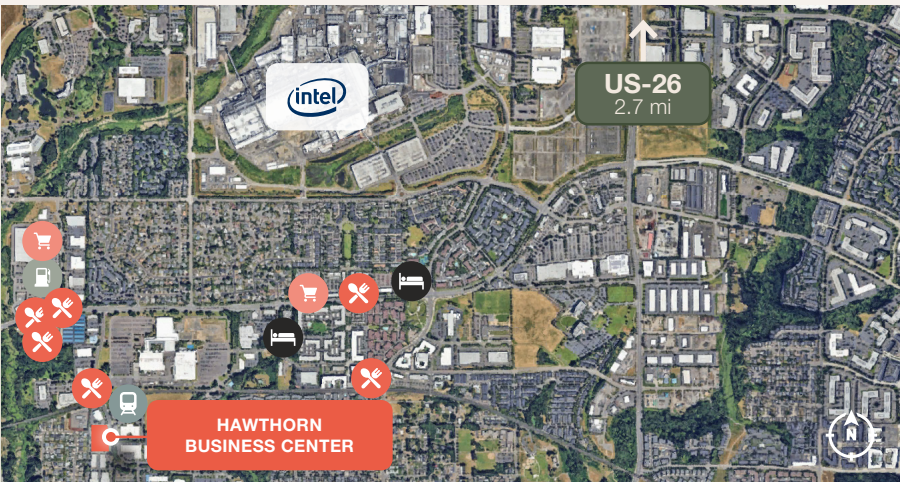 intel
US-26
2.7 mi
HAWTHORN
BUSINESS CENTER
N